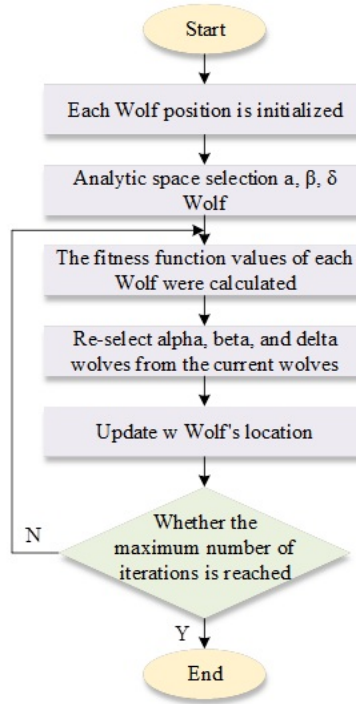 Start
Each Wolf position is initialized
Analytic space selection a, β, δ
Wolf
The fitness function values of each
Wolf were calculated
Re-select alpha, beta, and delta
wolves from the current wolves
Update w Wolf's location
Whether the
maximum number of
iterations is reached
N
Y
End